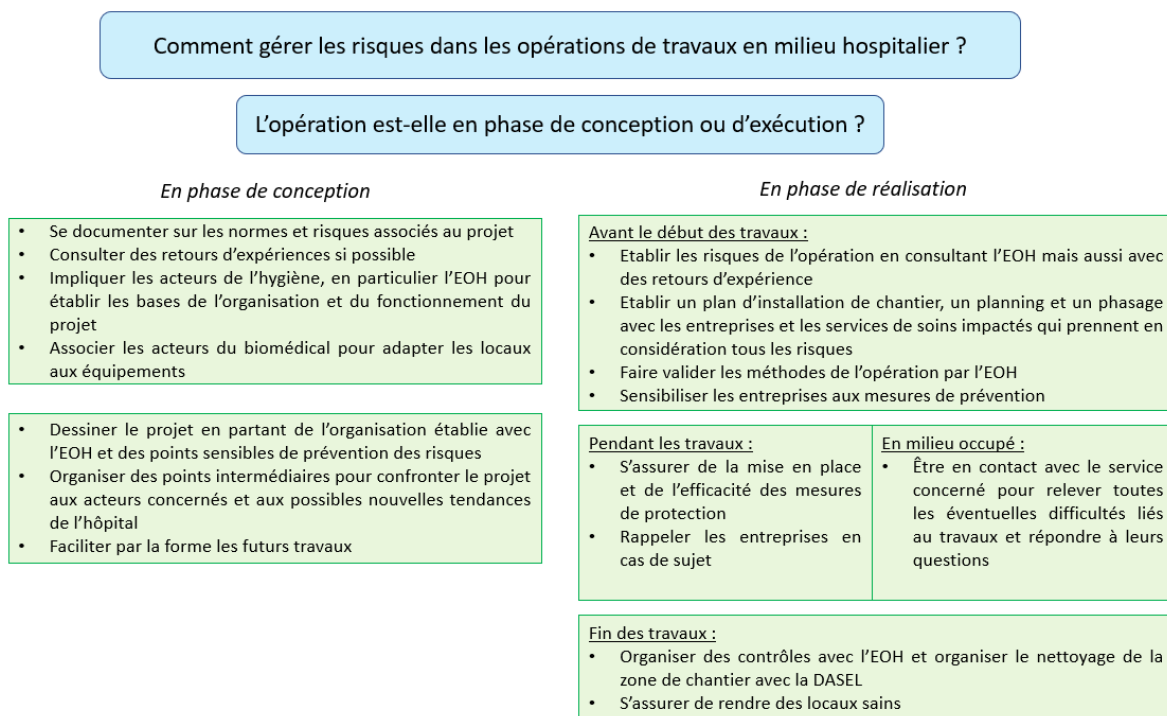 Comment gérer les risques dans les opérations de travaux en milieu hospitalier ?
L'opération est-elle en phase de conception ou d'exécution ?
En phase de conception
• Se documenter sur les normes et risques associés au projet
• Consulter des retours d'expériences si possible
• Impliquer les acteurs de l'hygiène, en particulier l'EOH pour
établir les bases de l'organisation et du fonctionnement du
projet
• Associer les acteurs du biomédical pour adapter les locaux
aux équipements
• Dessiner le projet en partant de l'organisation établie avec
l'EOH et des points sensibles de prévention des risques
• Organiser des points intermédiaires pour confronter le projet
aux acteurs concernés et aux possibles nouvelles tendances
de l'hôpital
• Faciliter par la forme les futurs travaux
En phase de réalisation
Avant le début des travaux :
• Etablir les risques de l'opération en consultant l'EOH mais aussi avec
des retours d'expérience
• Etablir un plan d'installation de chantier, un planning et un phasage
avec les entreprises et les services de soins impactés qui prennent en
considération tous les risques
• Faire valider les méthodes de l'opération par l'EOH
• Sensibiliser les entreprises aux mesures de prévention
Pendant les travaux :
• S'assurer de la mise en place
et de l'efficacité des mesures
de protection
• Rappeler les entreprises en
cas de sujet
En milieu occupé :
• Être en contact avec le service
concerné pour relever toutes
les éventuelles difficultés liés
au travaux et répondre à leurs
questions
Fin des travaux :
• Organiser des contrôles avec l'EOH et organiser le nettoyage de la
zone de chantier avec la DASEL
• S'assurer de rendre des locaux sains